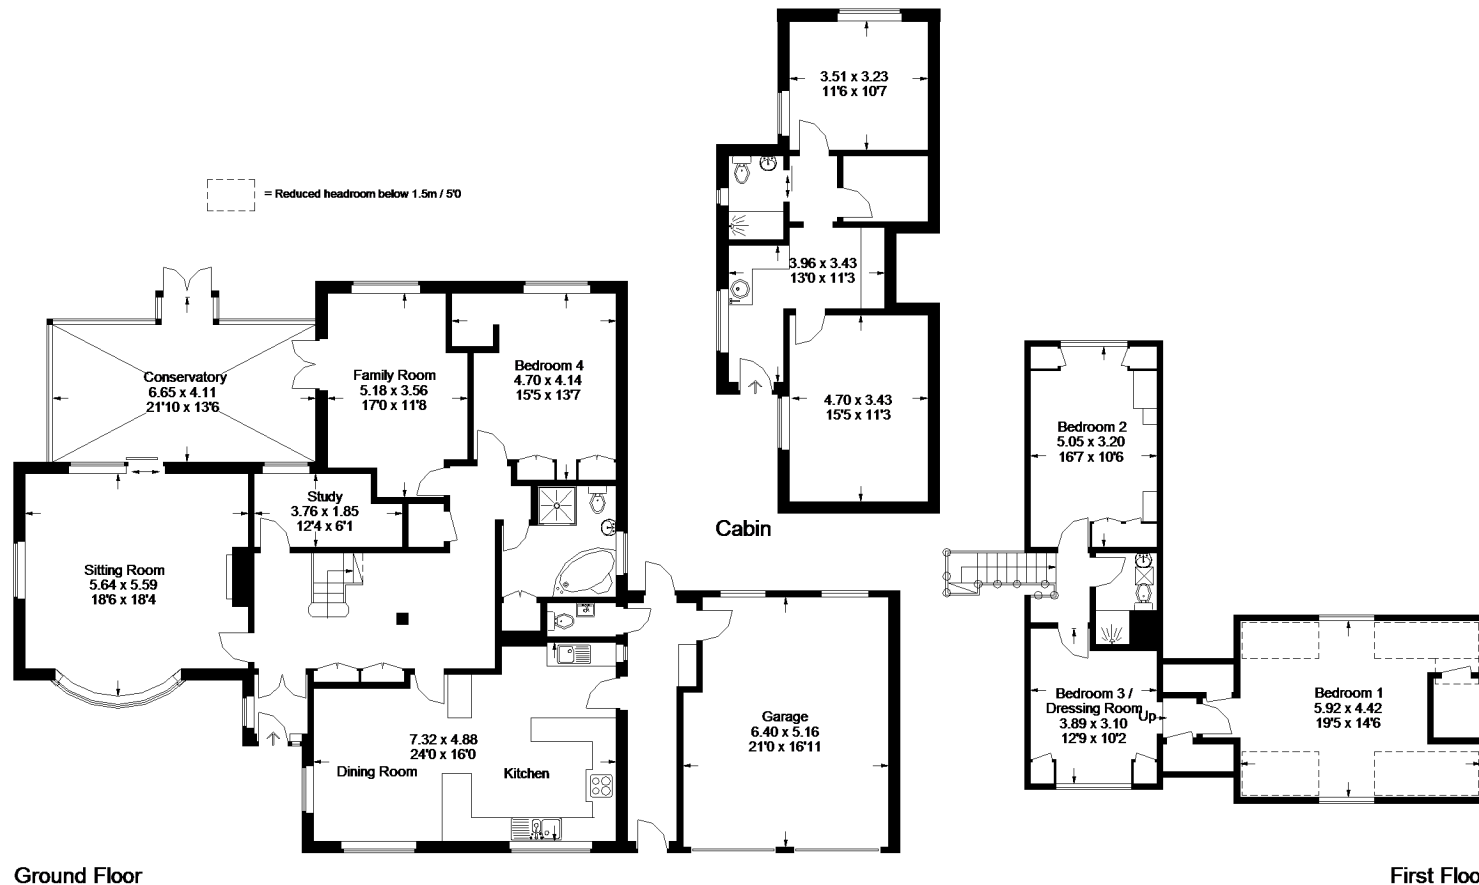 3.51 x 3.23
11'6 x 10'7
= Reduced headroom below 1.5m / 5'0
3.96 x 3.43
13'0 x 11'3
Conservatory
6.65 x 4.11
21'10 x 13'6
Family Room
5.18 x 3.56
17'0 x 11'8
Bedroom 4
4.70 x 4.14
15'5 x 13'7
4.70 x 3.43
15'5 x 11'3
Cabin
Bedroom 2
5.05 x 3.20
16'7 x 10'6
Study
3.76 x 1.85
12'4 x 6'1
Sitting Room
5.64 x 5.59
18'6 x 18'4
7.32 x 4.88
24'0 x 16'0
Dining Room
Kitchen
Garage
6.40 x 5.16
21'0 x 16'11
Bedroom 3 /
Dressing Room
3.89 x 3.10
12'9 x 10'2
Up
Bedroom 1
5.92 x 4.42
19'5 x 14'6
Ground Floor
First Floo